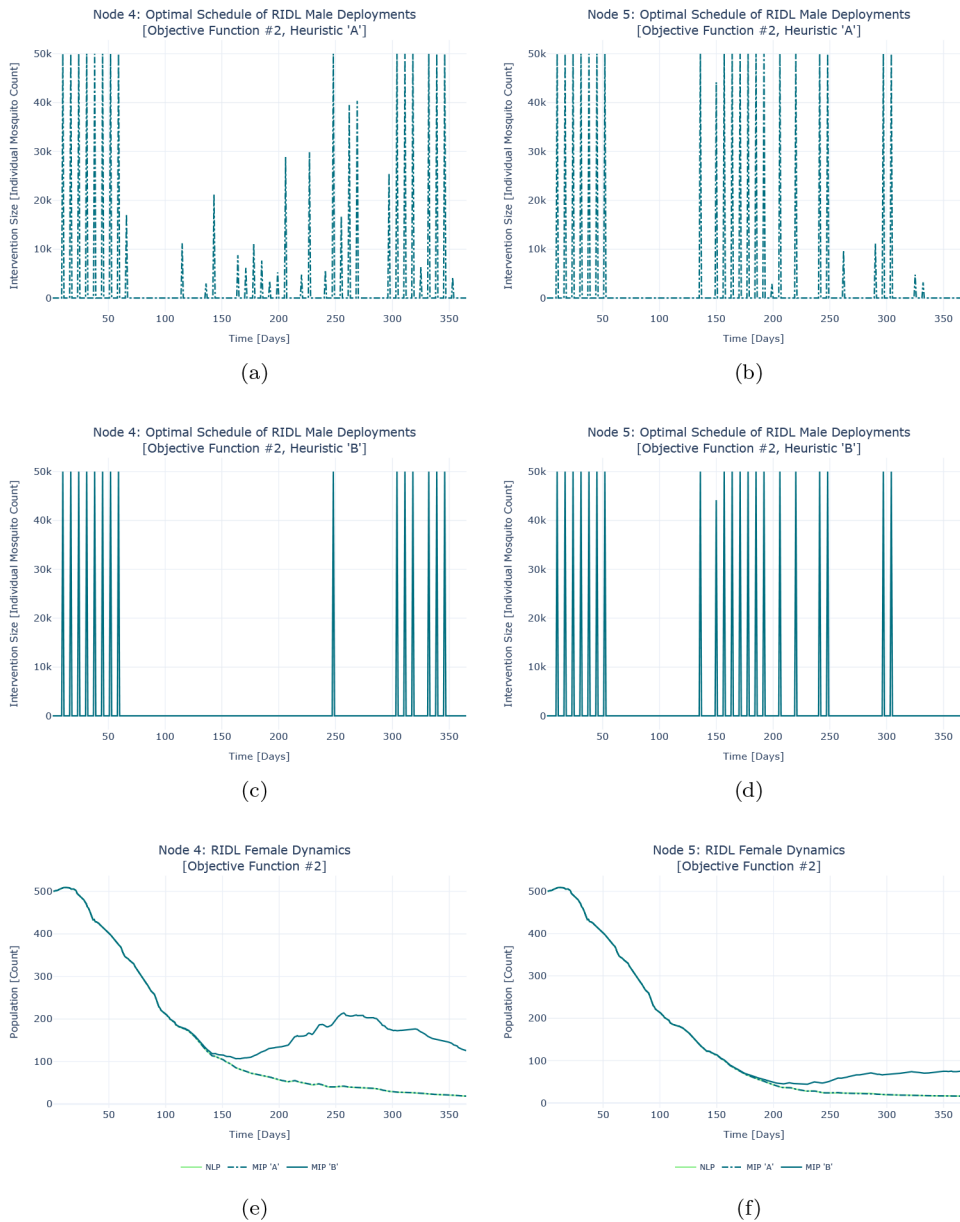 Node 4: Optimal Schedule of RIDL Male Deployments
[Objective Function #2, Heuristic 'A']
Intervention Size [Individual Mosquito Count]
50k
40k
30k
20k
10k
0
50 100 150 200 250 300 350
Time [Days]
(a)
Node 5: Optimal Schedule of RIDL Male Deployments
[Objective Function #2, Heuristic 'A']
Intervention Size [Individual Mosquito Count]
50k
40k
30k
20k
10k
0
50 100 150 200 250 300 350
Time [Days]
(b)
Node 4: Optimal Schedule of RIDL Male Deployments
[Objective Function #2, Heuristic 'B']
Intervention Size [Individual Mosquito Count]
50k
40k
30k
20k
10k
0
50 100 150 200 250 300 350
Time [Days]
(c)
Node 5: Optimal Schedule of RIDL Male Deployments
[Objective Function #2, Heuristic 'B']
Intervention Size [Individual Mosquito Count]
50k
40k
30k
20k
10k
0
50 100 150 200 250 300 350
Time [Days]
(d)
Node 4: RIDL Female Dynamics
[Objective Function #2]
Population [Count]
500
400
300
200
100
0
50 100 150 200 250 300 350
Time [Days]
NLP MIP 'A' MIP 'B'
(e)
Node 5: RIDL Female Dynamics
[Objective Function #2]
Population [Count]
500
400
300
200
100
0
50 100 150 200 250 300 350
Time [Days]
NLP MIP 'A' MIP 'B'
(f)